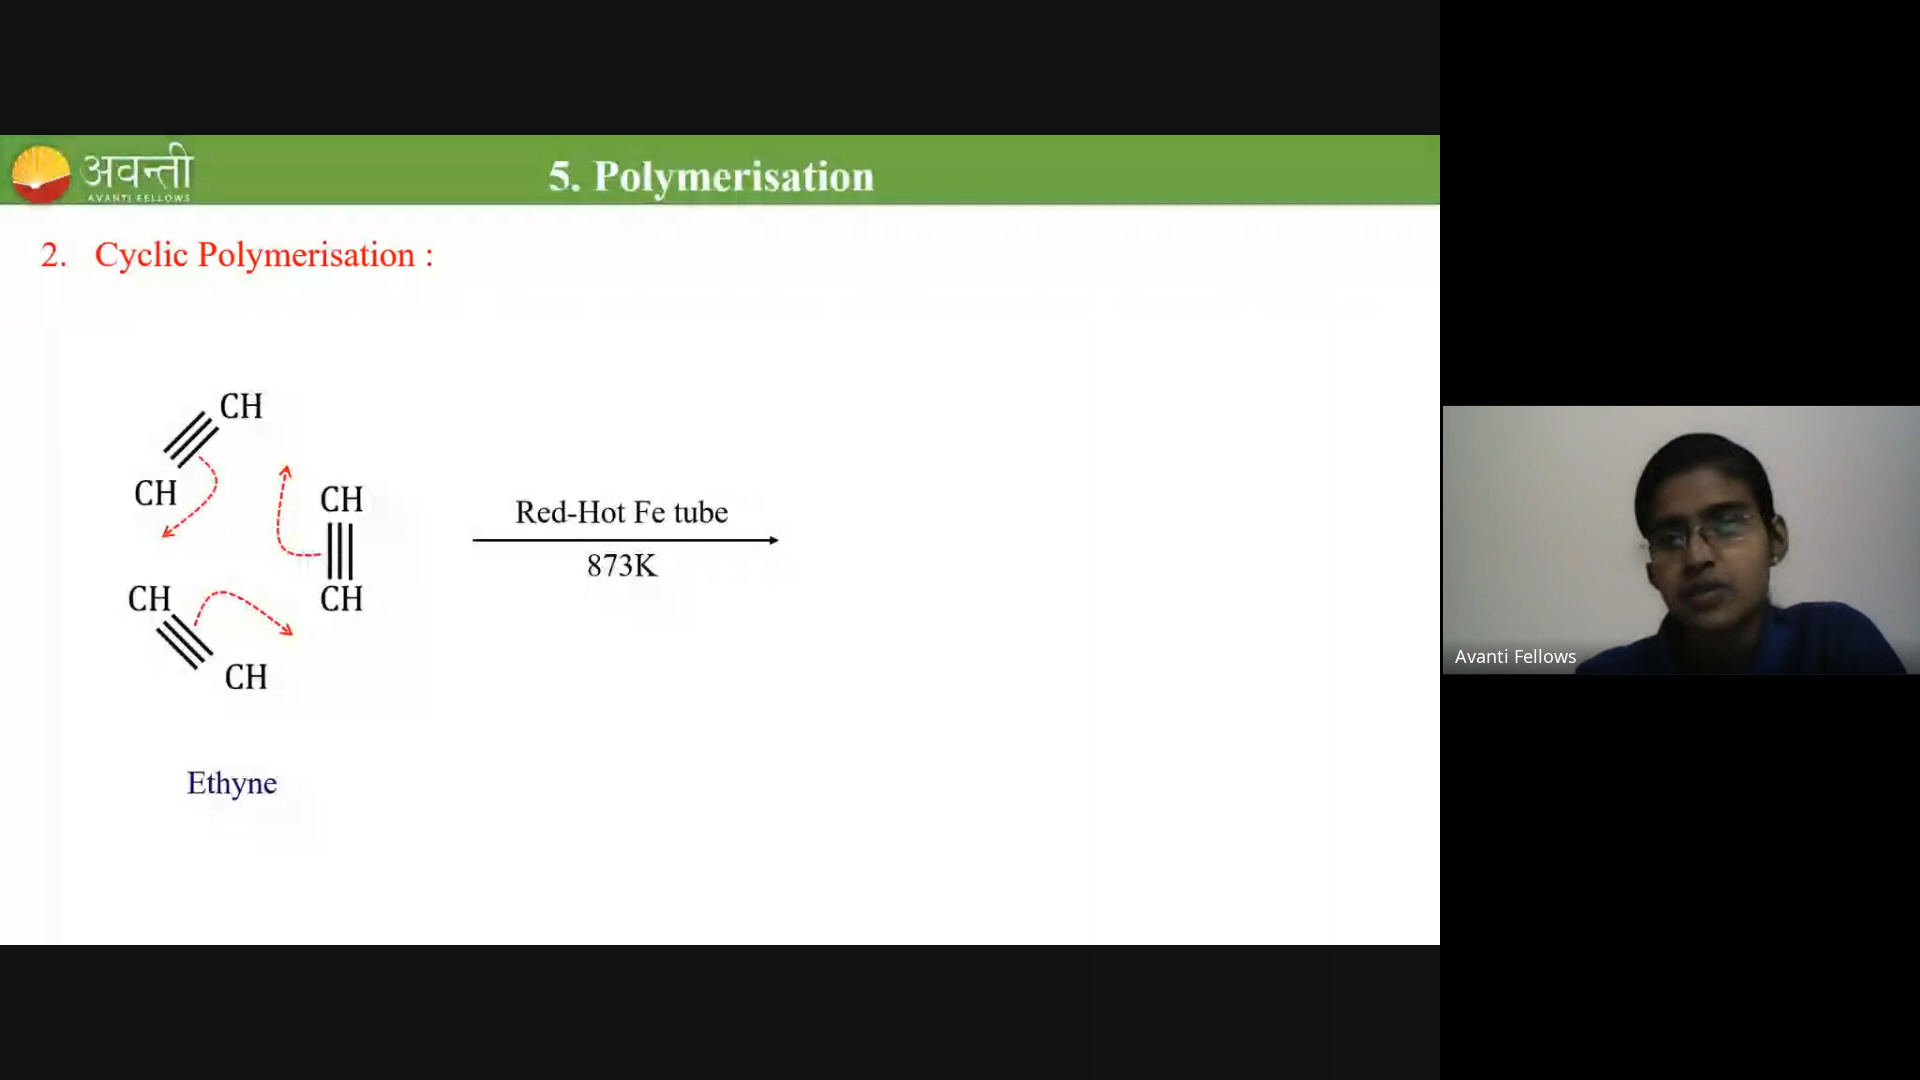 अवन्ती
AVANTI FELLOWS
5. Polymerisation
2. Cyclic Polymerisation :
CH
CH
CH
CH
Red-Hot Fe tube
873K
CH
CH
Ethyne
Avanti Fellows